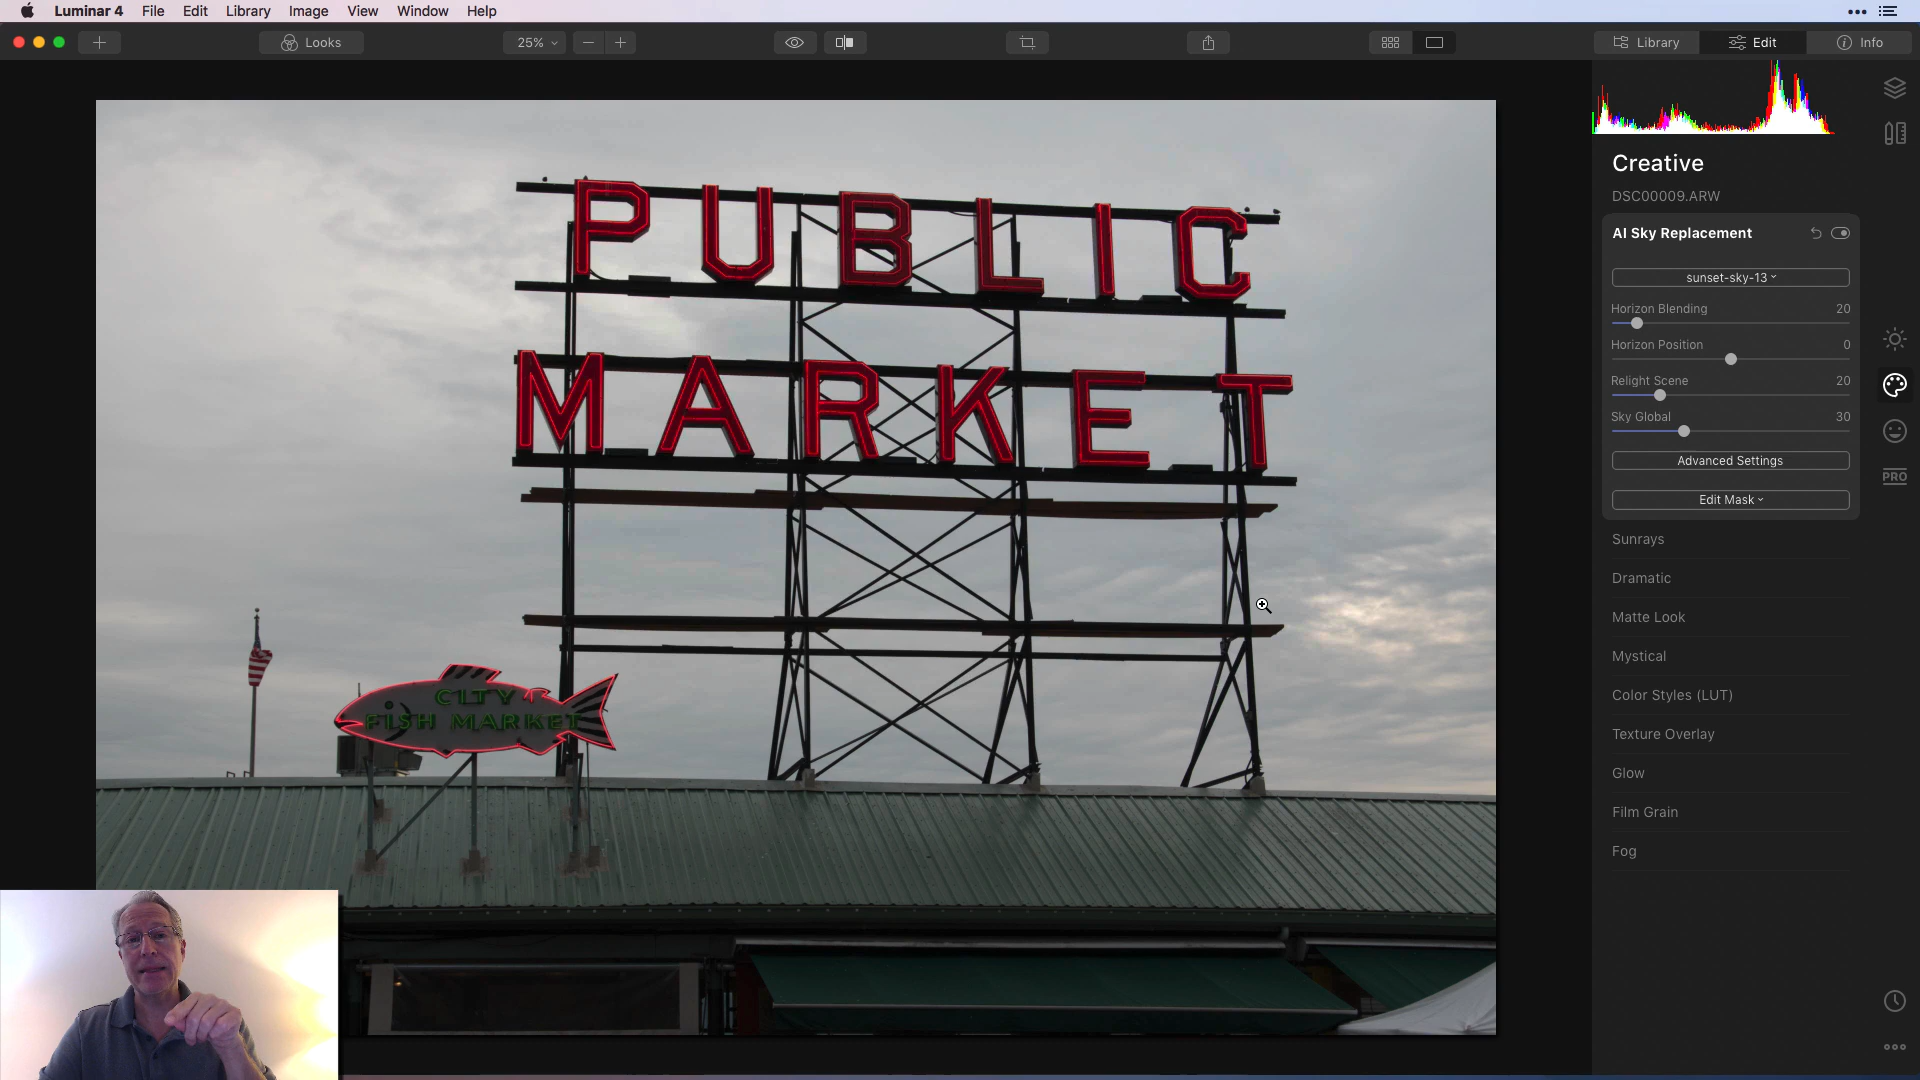 Luminar 4 File Edit Library Image View Window Help
Looks 25% Library Edit Info
Creative
DSC00009.ARW
AI Sky Replacement
sunset-sky-13
Horizon Blending 20
Horizon Position 0
Relight Scene 20
Sky Global 30
Advanced Settings
Edit Mask
Sunrays
Dramatic
Matte Look
Mystical
Color Styles (LUT)
Texture Overlay
Glow
Film Grain
Fog
PRO
PUBLIC
MARKET
CITY
FISH MARKET